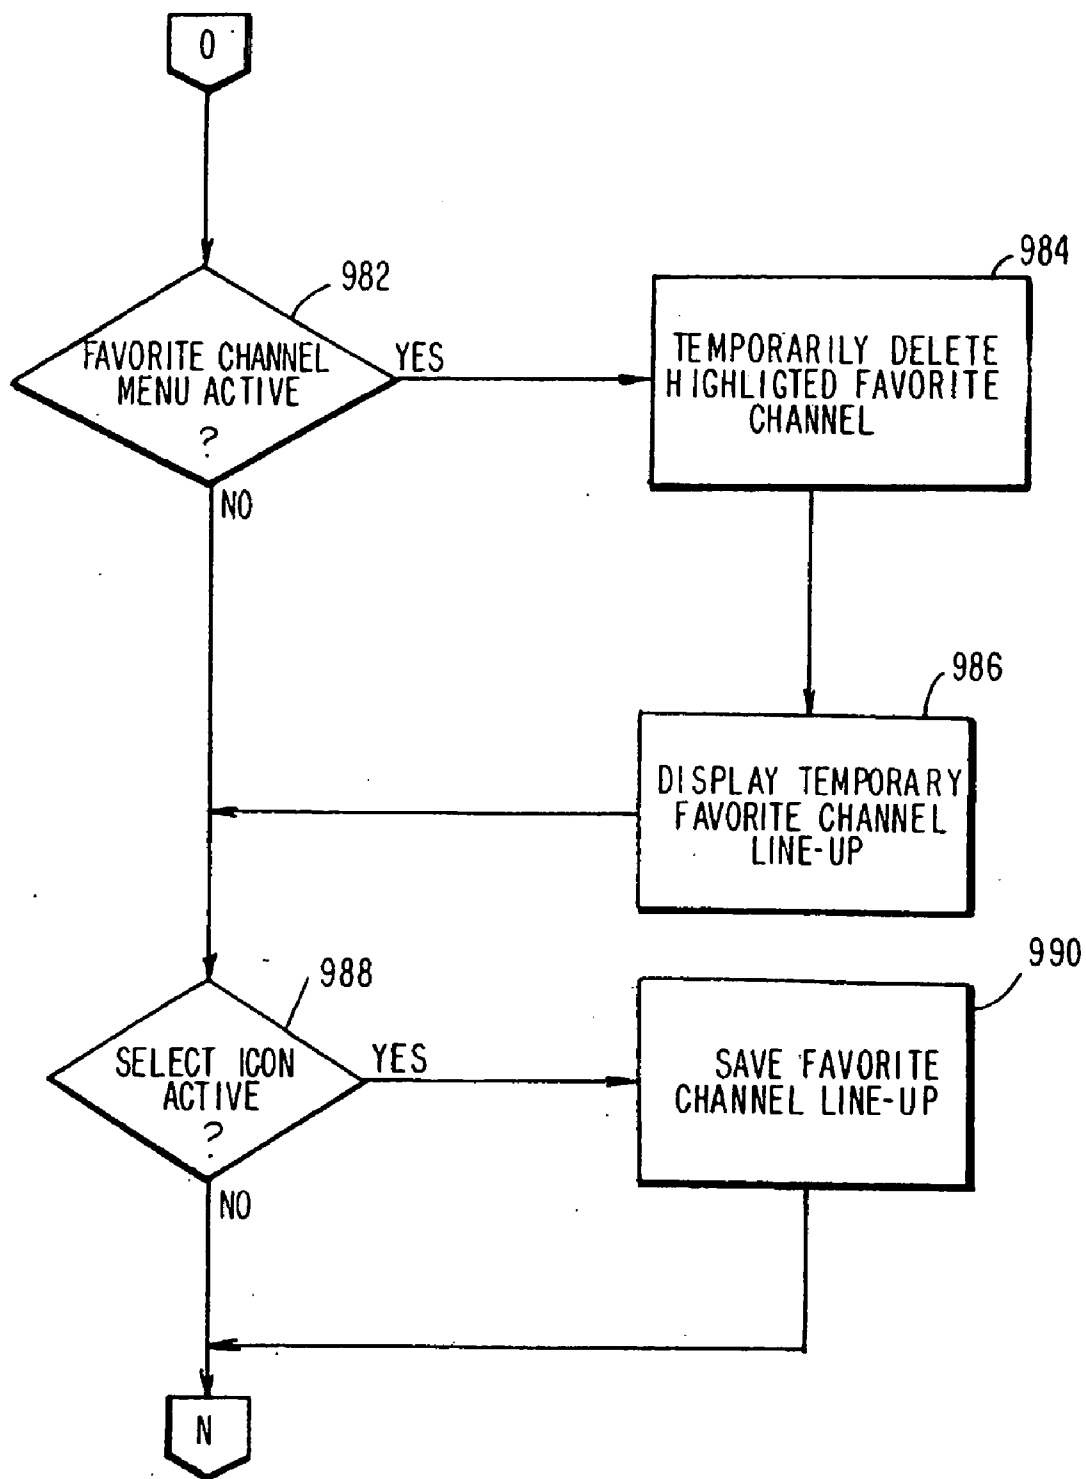 O
982
FAVORITE CHANNEL
MENU ACTIVE
?
YES
NO
984
TEMPORARILY DELETE
HIGHLIGTED FAVORITE
CHANNEL
986
DISPLAY TEMPORARY
FAVORITE CHANNEL
LINE-UP
988
SELECT ICON
ACTIVE
?
YES
NO
990
SAVE FAVORITE
CHANNEL LINE-UP
N